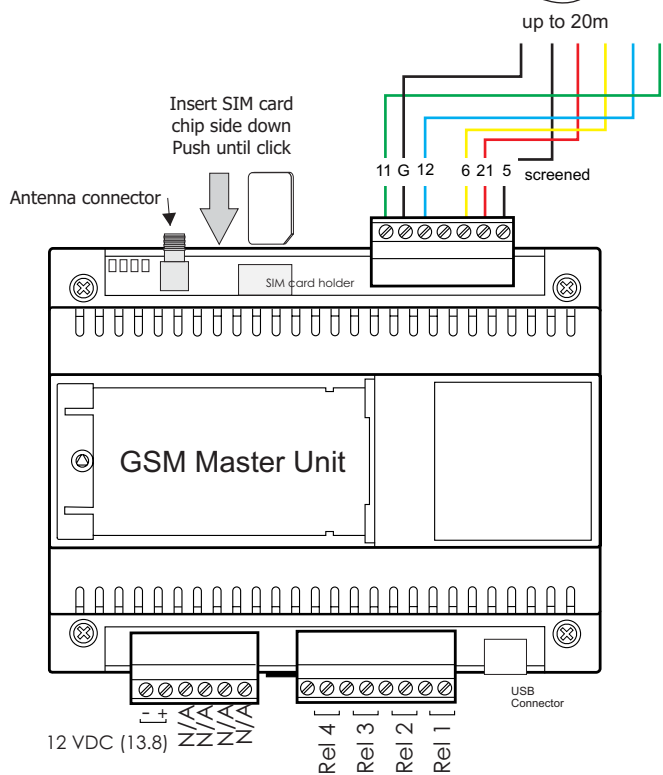 up to 20m
Insert SIM card
chip side down
Push until click
11 G 12 6 21 5
screened
Antenna connector
SIM card holder
GSM Master Unit
USB
Connector
- +
N/A
N/A
N/A
N/A
12 VDC (13.8)
Rel 4
Rel 3
Rel 2
Rel 1